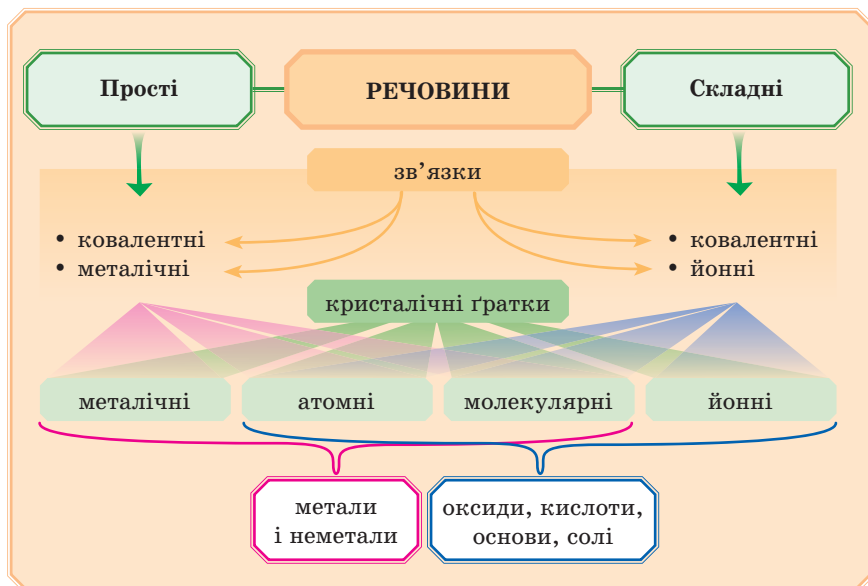 Прості
РЕЧОВИНИ
Складні
зв’язки
• ковалентні
• металічні
• ковалентні
• йонні
кристалічні ґратки
металічні
атомні
молекулярні
йонні
метали
і неметали
оксиди, кислоти,
основи, солі